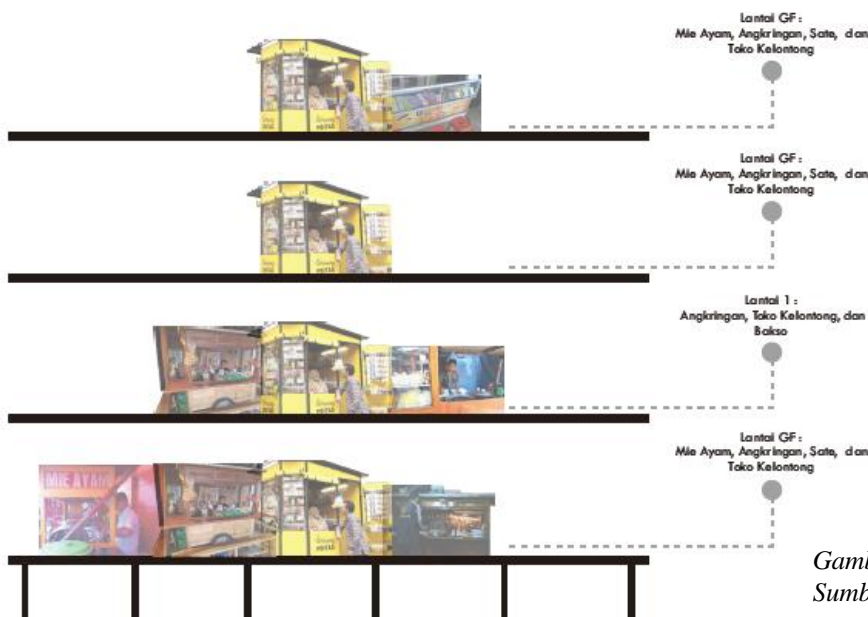 Lantai GF :
Mie Ayam, Angkringan, Sate, dan
Toko Kelontong
Lantai GF :
Mie Ayam, Angkringan, Sate, dan
Toko Kelontong
Lantai 1 :
Angkringan, Toko Kelontong, dan
Bakso
Lantai GF :
Mie Ayam, Angkringan, Sate, dan
Toko Kelontong
MIE AYAM
Gamb
Sumb